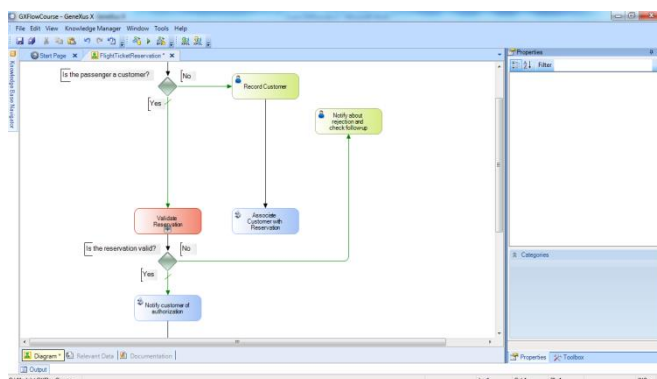 GXFlowCourse - GeneXus X
File Edit View Knowledge Manager Window Tools Help
Start Page
FlightTicketReservation *
Properties
Filter
Knowledge Base Navigator
Is the passenger a customer?
No
Record Customer
Yes
Notify about
rejection and
check followup
Validate
Reservation
Associate
Customer with
Reservation
Is the reservation valid?
No
Yes
Notify customer of
authorization
Categories
Diagram *
Relevant Data
Documentation
Properties
Toolbox
Output